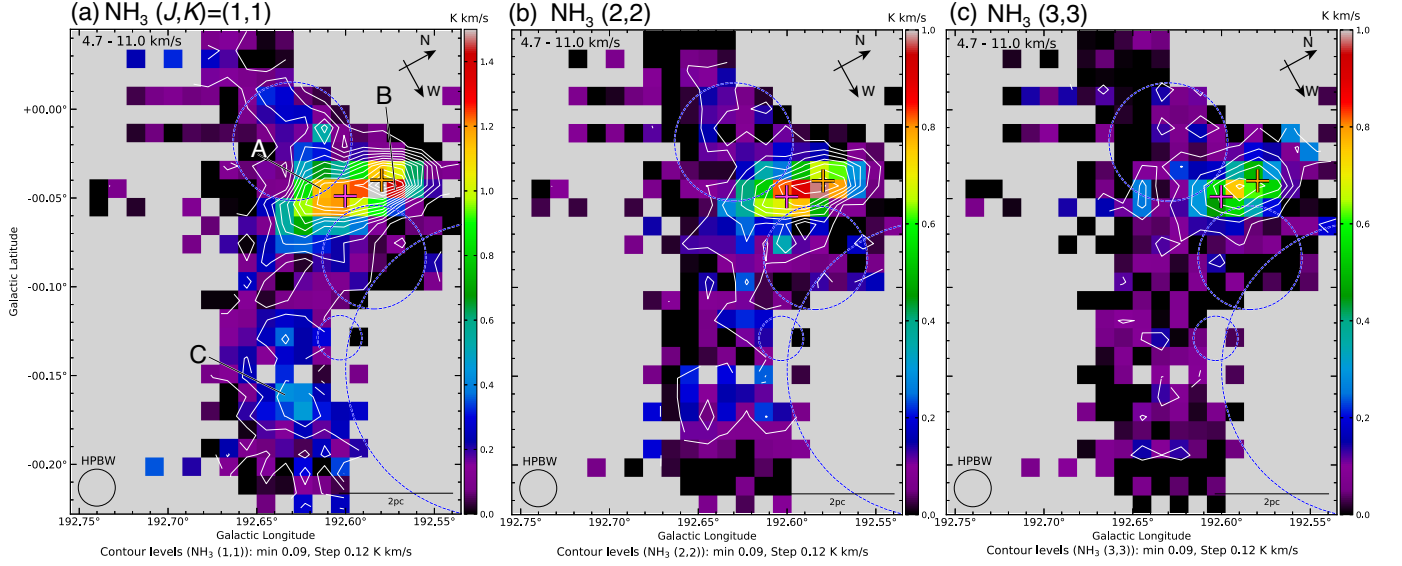 (a) NH₃ (J,K)=(1,1)
K km/s
4.7 - 11.0 km/s
N
W
B
A
C
HPBW
2pc
+00.00°
-00.05°
-00.10°
-00.15°
-00.20°
Galactic Latitude
192.75 192.70 192.65 192.60 192.55
Galactic Longitude
1.4
1.2
1.0
0.8
0.6
0.4
0.2
0.0
Contour levels (NH₃ (1,1)): min 0.09, Step 0.12 K km/s
(b) NH₃ (2,2)
K km/s
4.7 - 11.0 km/s
N
W
HPBW
2pc
192.75 192.70 192.65 192.60 192.55
Galactic Longitude
1.0
0.8
0.6
0.4
0.2
0.0
Contour levels (NH₃ (2,2)): min 0.09, Step 0.12 K km/s
(c) NH₃ (3,3)
K km/s
4.7 - 11.0 km/s
N
W
HPBW
2pc
192.75 192.70 192.65 192.60 192.55
Galactic Longitude
1.0
0.8
0.6
0.4
0.2
0.0
Contour levels (NH₃ (3,3)): min 0.09, Step 0.12 K km/s